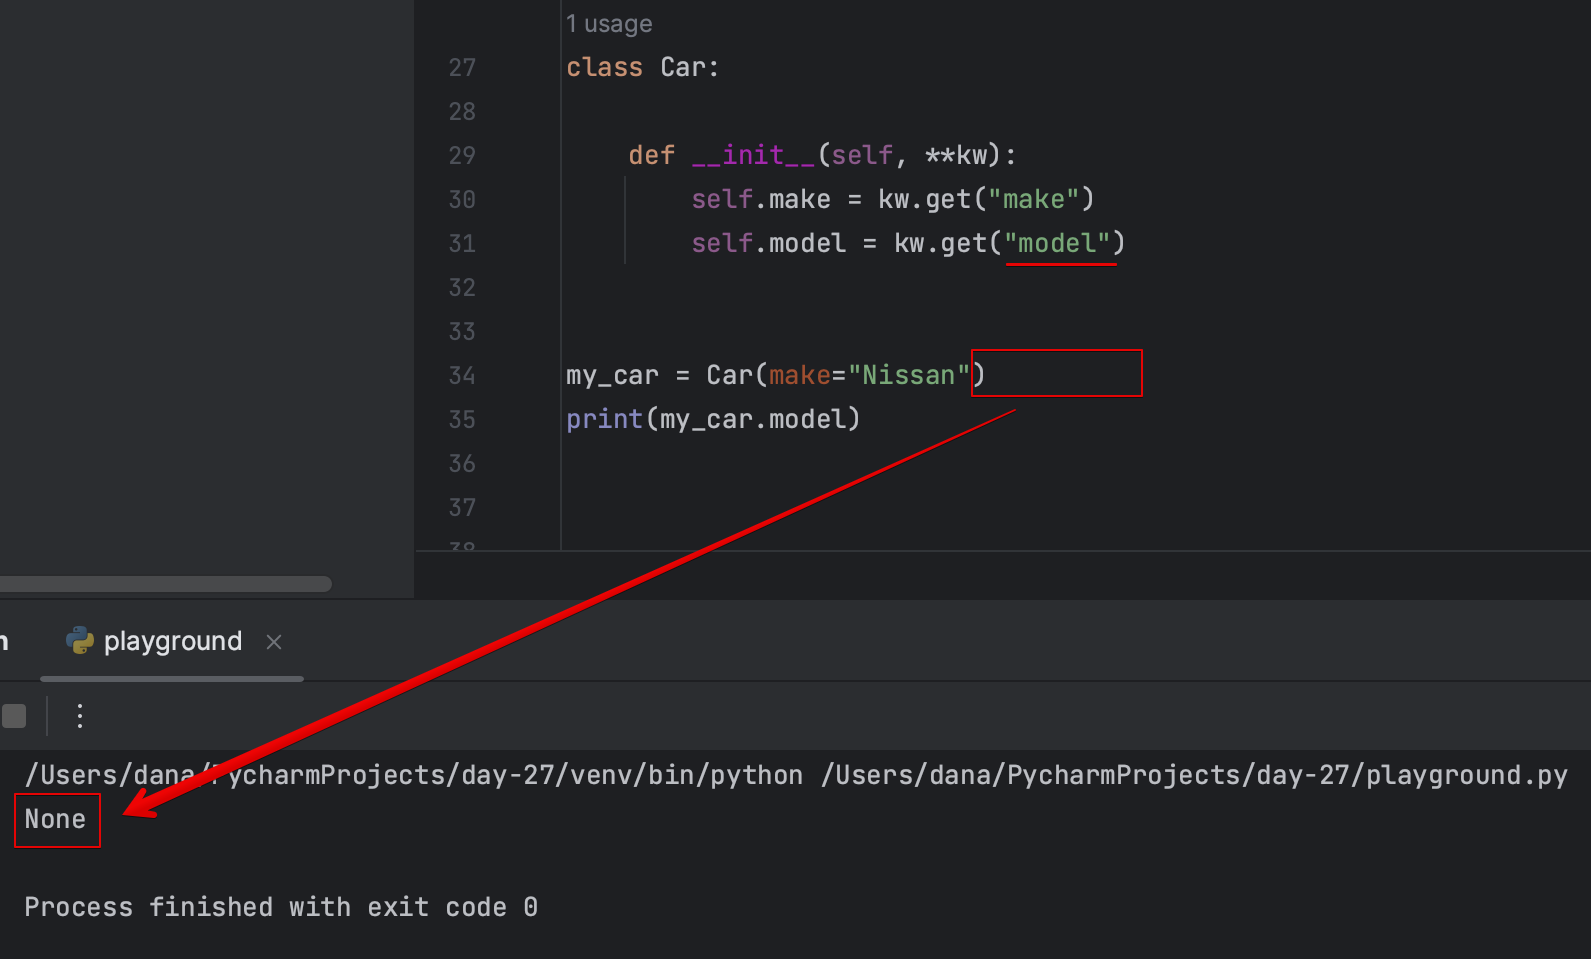 1 usage
27 class Car:
28
29 def __init__(self, **kw):
30 self.make = kw.get("make")
31 self.model = kw.get("model")
32
33
34 my_car = Car(make="Nissan")
35 print(my_car.model)
36
37
38
playground
/Users/dana/PycharmProjects/day-27/venv/bin/python /Users/dana/PycharmProjects/day-27/playground.py
None
Process finished with exit code 0